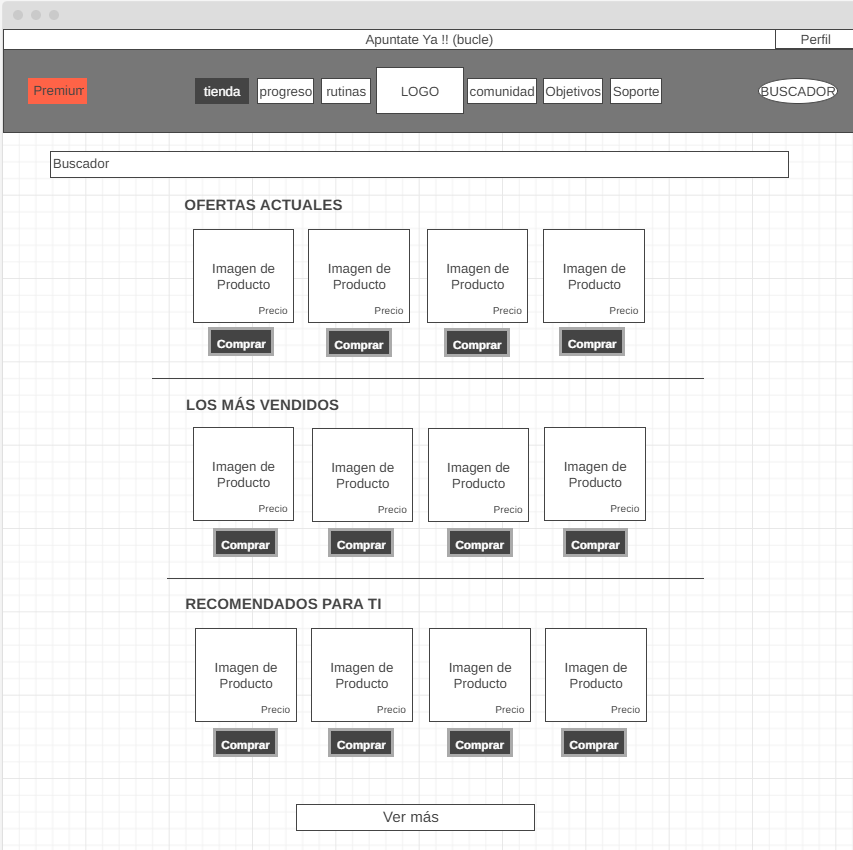 Apuntate Ya !! (bucle)
Perfil
Premium
tienda
progreso
rutinas
LOGO
comunidad
Objetivos
Soporte
BUSCADOR
Buscador
OFERTAS ACTUALES
Imagen de
Producto
Precio
Imagen de
Producto
Precio
Imagen de
Producto
Precio
Imagen de
Producto
Precio
Comprar
Comprar
Comprar
Comprar
LOS MÁS VENDIDOS
Imagen de
Producto
Precio
Imagen de
Producto
Precio
Imagen de
Producto
Precio
Imagen de
Producto
Precio
Comprar
Comprar
Comprar
Comprar
RECOMENDADOS PARA TI
Imagen de
Producto
Precio
Imagen de
Producto
Precio
Imagen de
Producto
Precio
Imagen de
Producto
Precio
Comprar
Comprar
Comprar
Comprar
Ver más